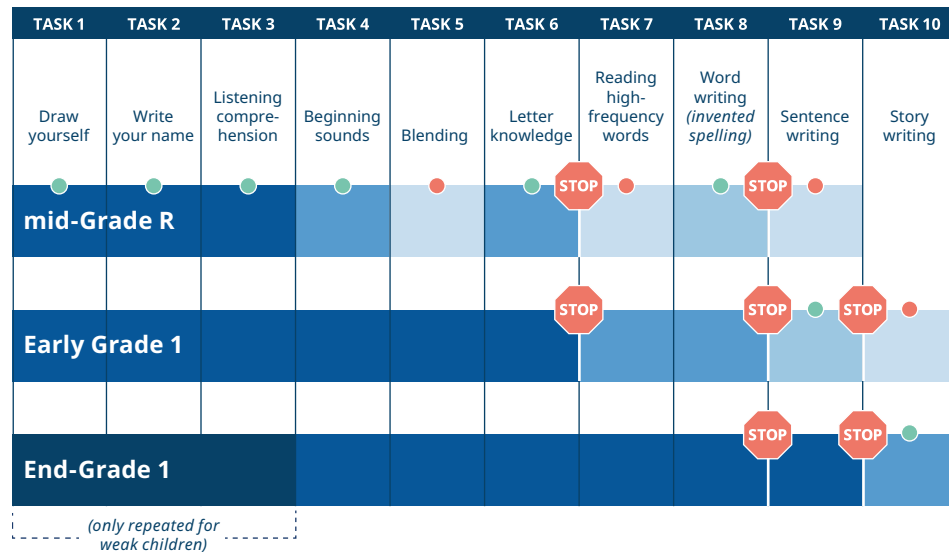 TASK 1 TASK 2 TASK 3 TASK 4 TASK 5 TASK 6 TASK 7 TASK 8 TASK 9 TASK 10
Draw
yourself
Write
your name
Listening
compre-
hension
Beginning
sounds
Blending
Letter
knowledge
Reading
high-
frequency
words
Word
writing
(invented
spelling)
Sentence
writing
Story
writing
STOP STOP
mid-Grade R
STOP STOP STOP
Early Grade 1
STOP STOP
End-Grade 1
(only repeated for
weak children)